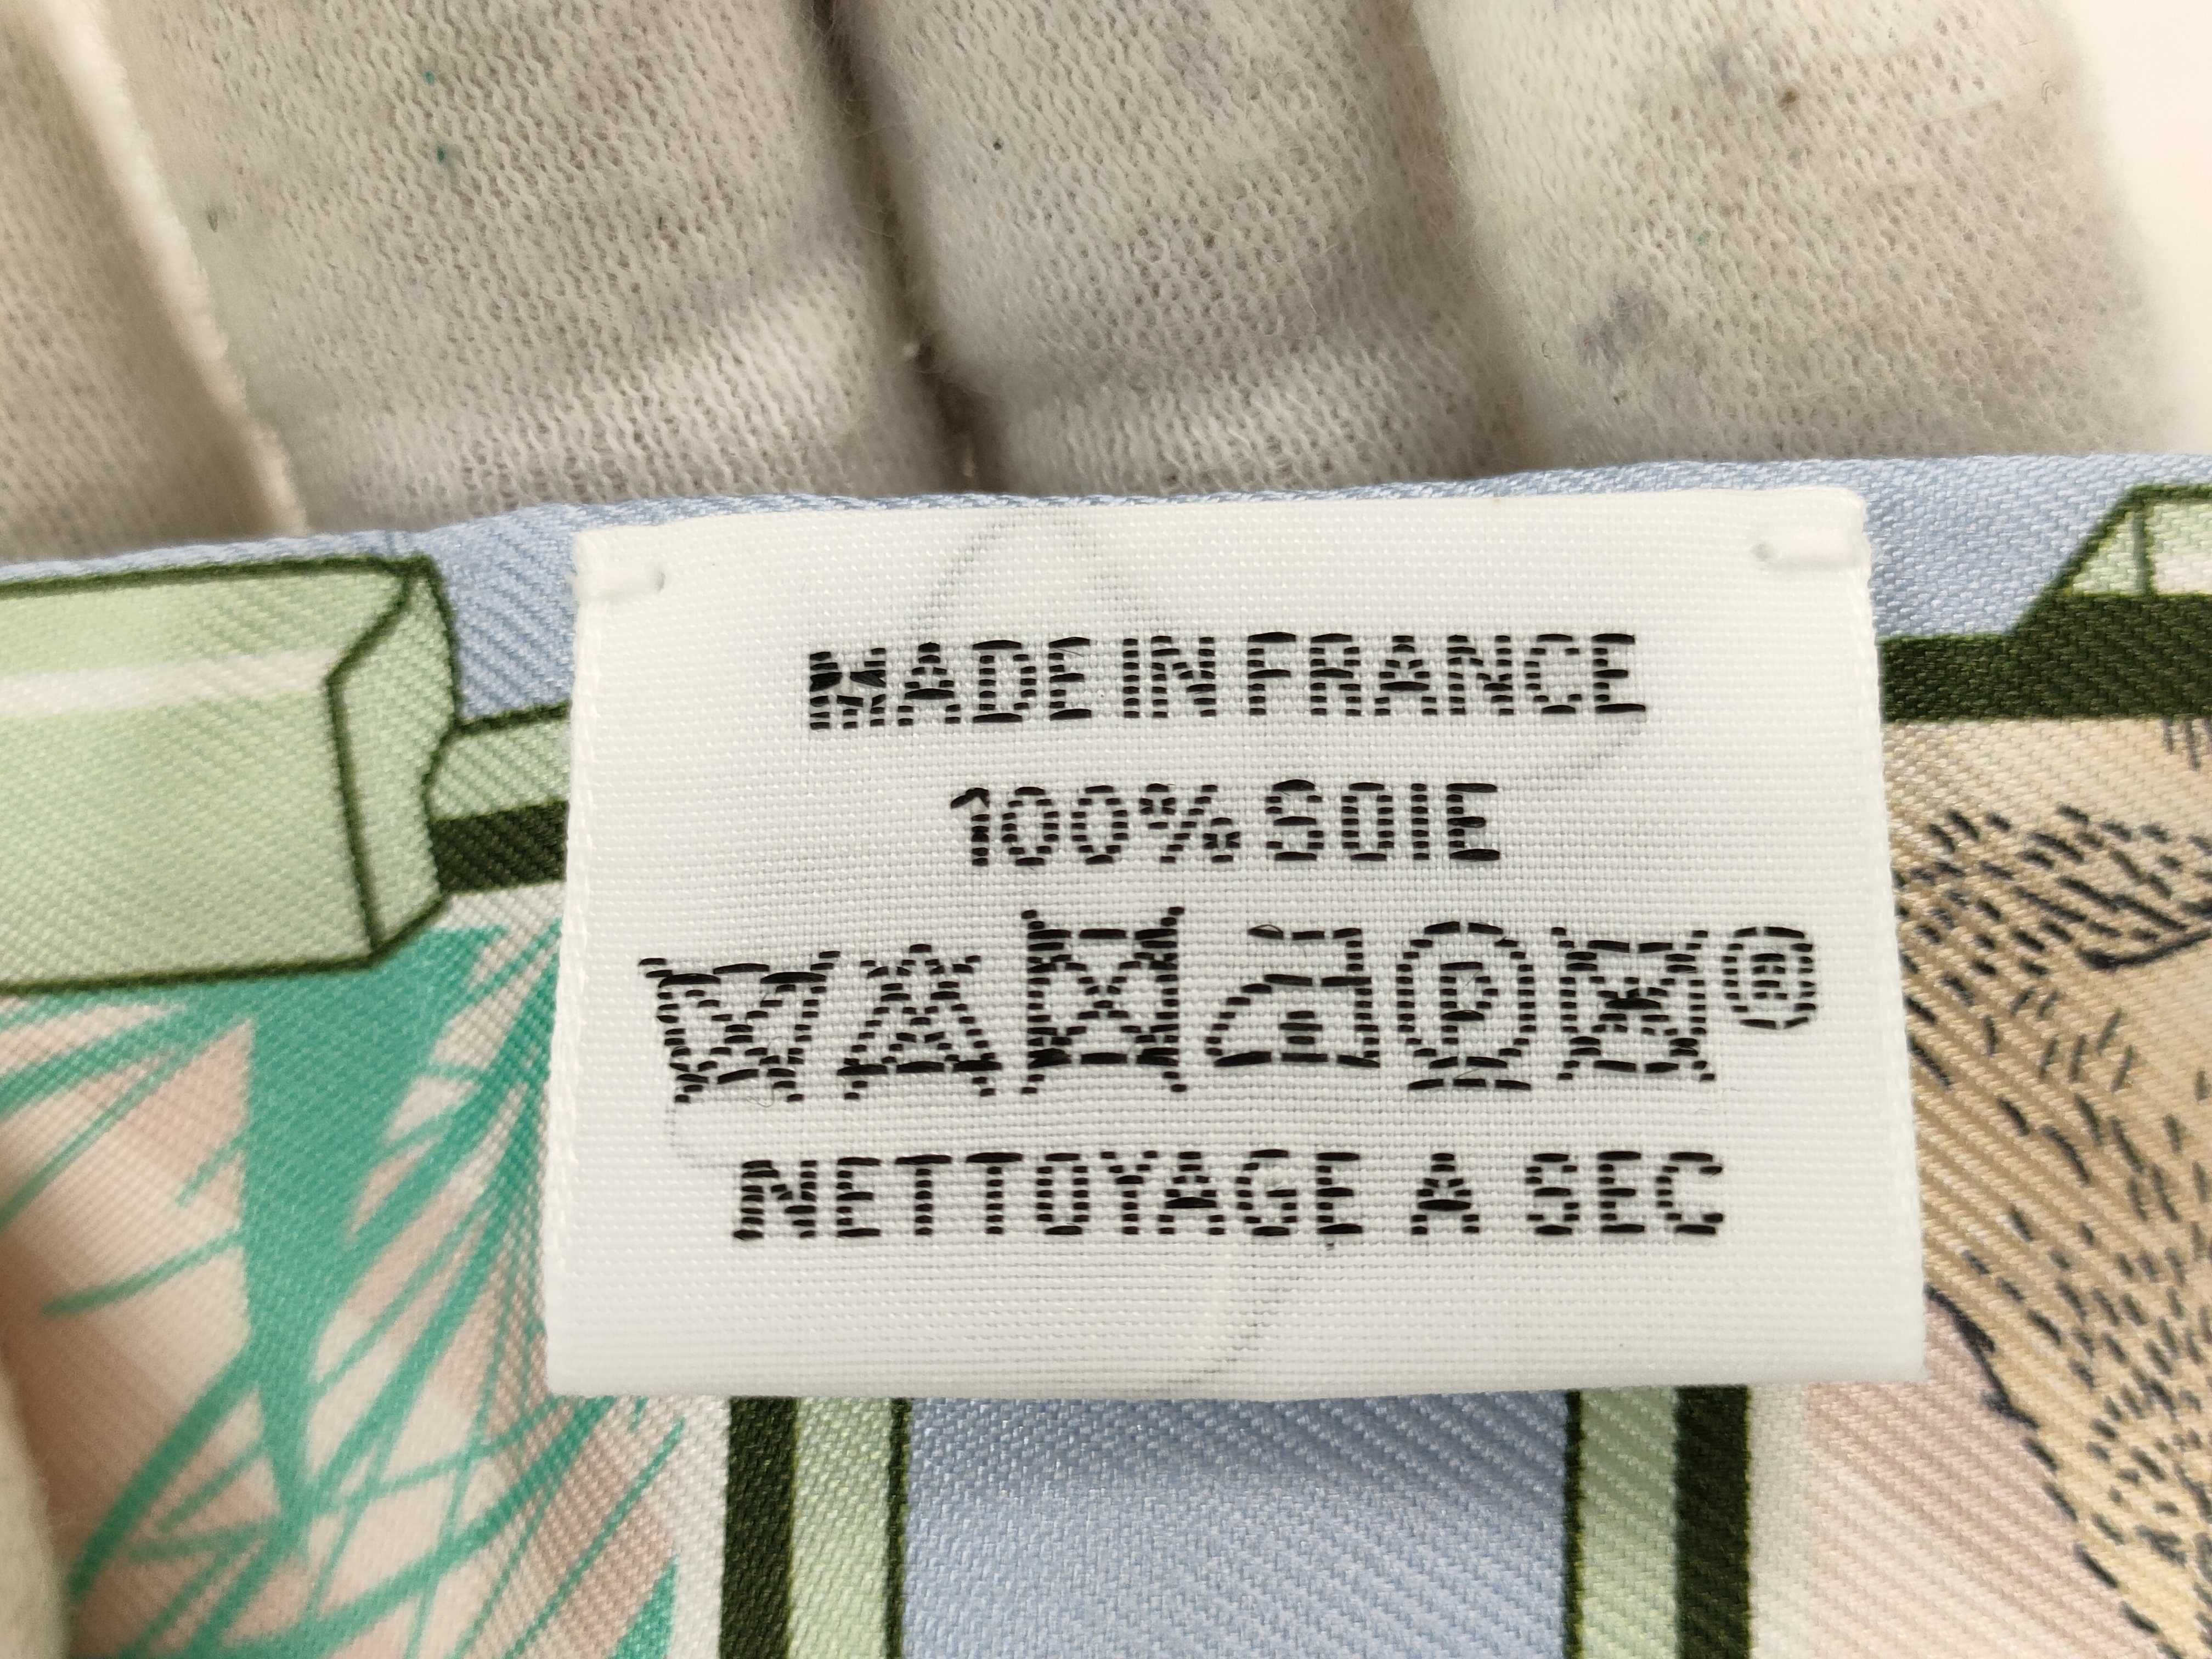 MADE IN FRANCE
100% SOIE
P ®
NETTOYAGE A SEC